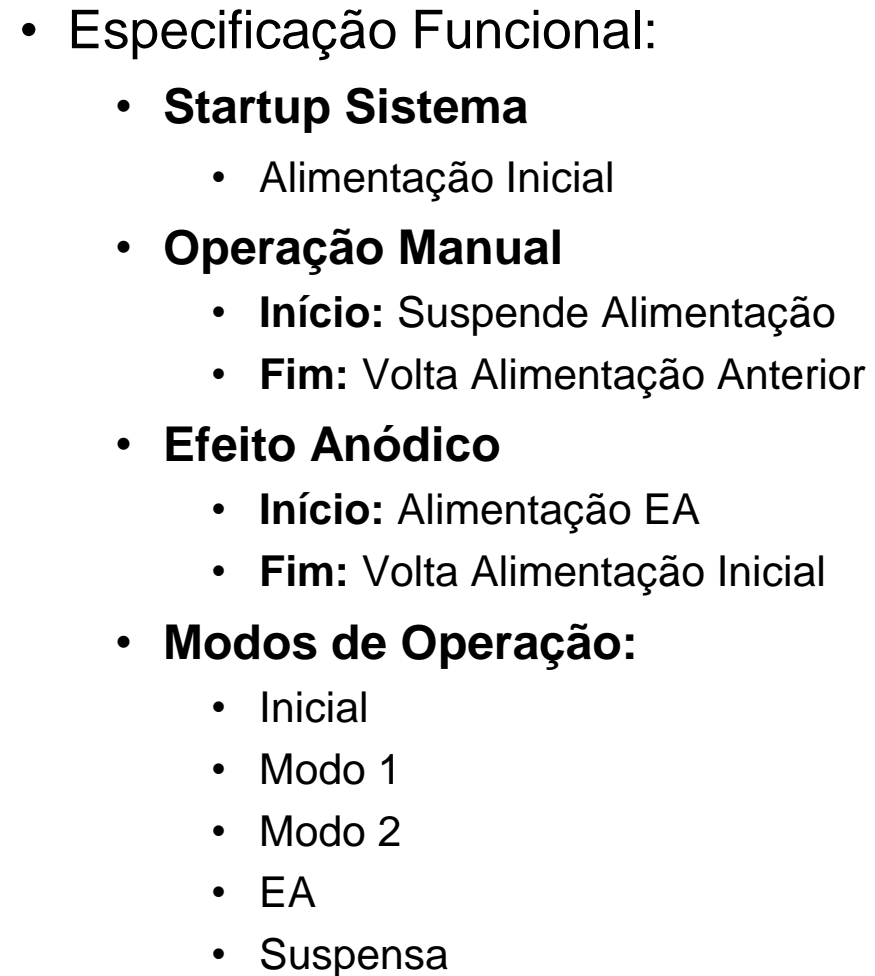 • Especificação Funcional:
• Startup Sistema
• Alimentação Inicial
• Operação Manual
• Início: Suspende Alimentação
• Fim: Volta Alimentação Anterior
• Efeito Anódico
• Início: Alimentação EA
• Fim: Volta Alimentação Inicial
• Modos de Operação:
• Inicial
• Modo 1
• Modo 2
• EA
• Suspensa